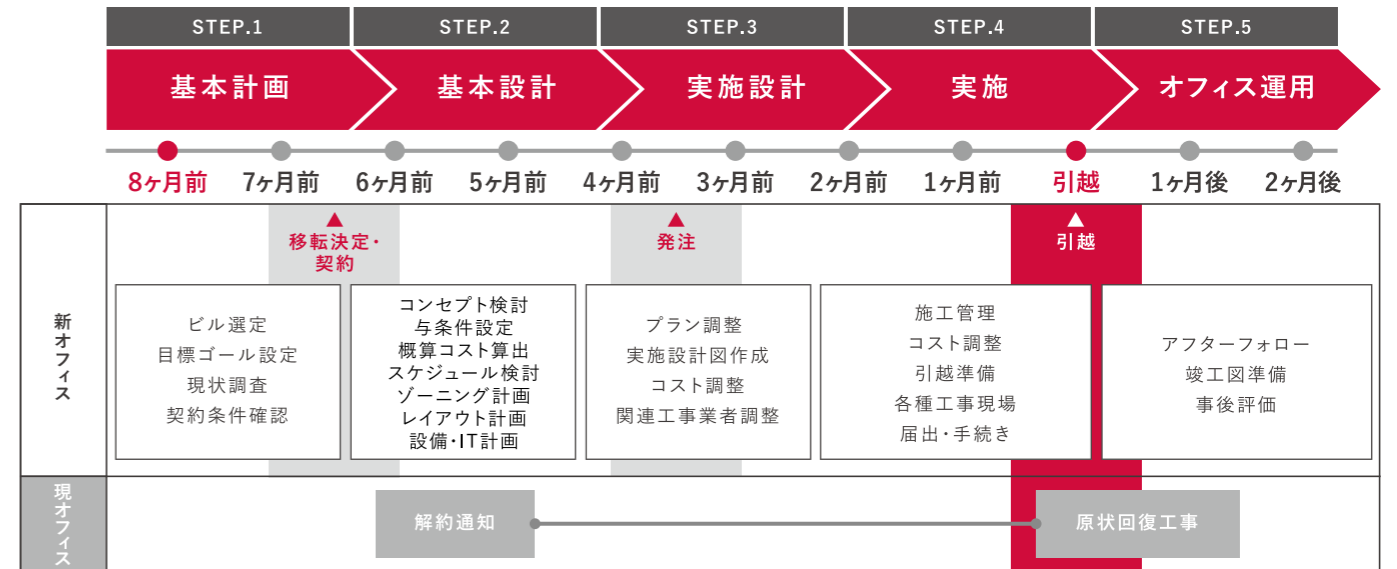 STEP.1
STEP.2
STEP.3
STEP.4
STEP.5
基本計画
基本設計
実施設計
実施
オフィス運用
8ヶ月前
7ヶ月前
6ヶ月前
5ヶ月前
4ヶ月前
3ヶ月前
2ヶ月前
1ヶ月前
引越
1ヶ月後
2ヶ月後
新オフィス
▲
移転決定・
契約
▲
発注
▲
引越
ビル選定
目標ゴール設定
現状調査
契約条件確認
コンセプト検討
与条件設定
概算コスト算出
スケジュール検討
ゾーニング計画
レイアウト計画
設備・IT計画
プラン調整
実施設計図作成
コスト調整
関連工事業者調整
施工管理
コスト調整
引越準備
各種工事現場
届出・手続き
アフターフォロー
竣工図準備
事後評価
現オフィス
解約通知
原状回復工事